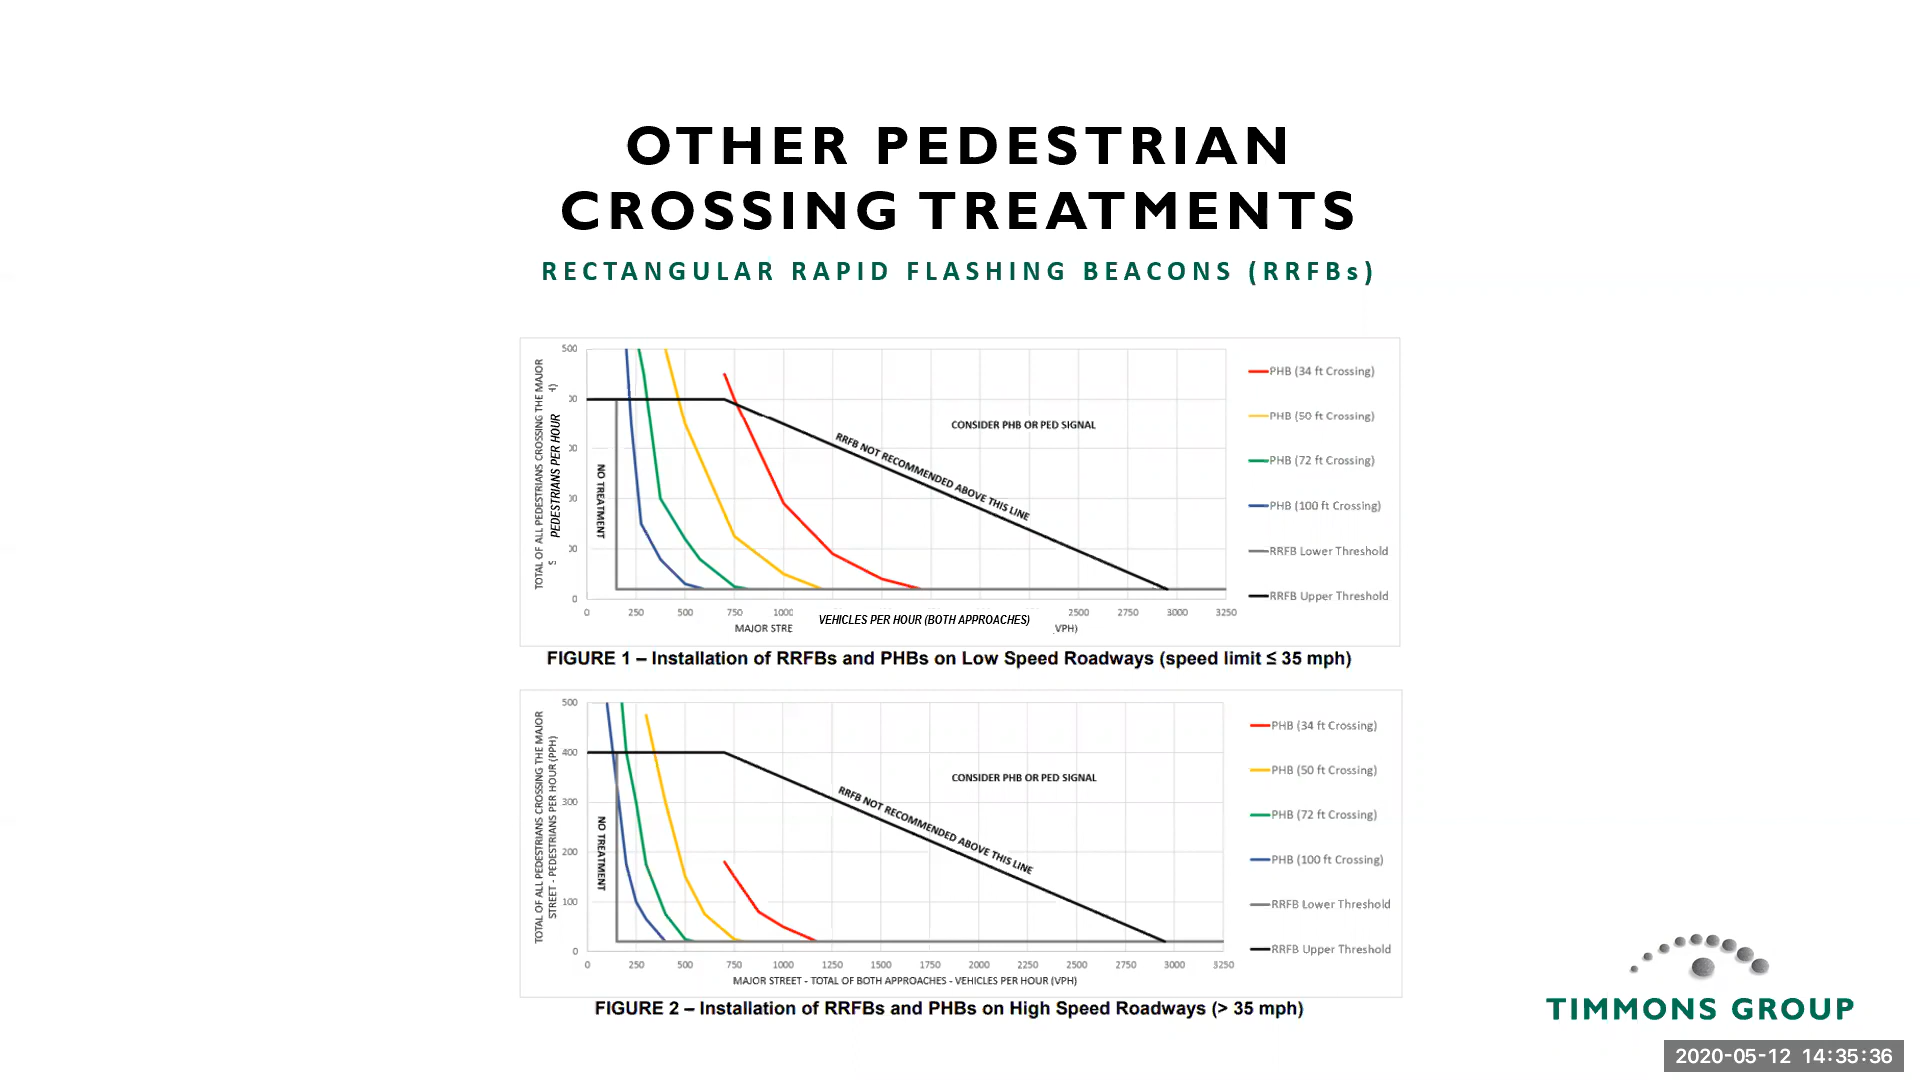 OTHER PEDESTRIAN
CROSSING TREATMENTS
RECTANGULAR RAPID FLASHING BEACONS (RRFBs)
TOTAL OF ALL PEDESTRIANS CROSSING THE MAJOR
PEDESTRIANS PER HOUR
500
0
NO TREATMENT
RRFB NOT RECOMMENDED ABOVE THIS LINE
CONSIDER PHB OR PED SIGNAL
0 250 500 750 1000 2500 2750 3000 3250
MAJOR STRE VEHICLES PER HOUR (BOTH APPROACHES) VPH)
PHB (34 ft Crossing)
PHB (50 ft Crossing)
PHB (72 ft Crossing)
PHB (100 ft Crossing)
RRFB Lower Threshold
RRFB Upper Threshold
FIGURE 1 – Installation of RRFBs and PHBs on Low Speed Roadways (speed limit ≤ 35 mph)
TOTAL OF ALL PEDESTRIANS CROSSING THE MAJOR
STREET - PEDESTRIANS PER HOUR (PPH)
500
400
300
200
100
0
NO TREATMENT
RRFB NOT RECOMMENDED ABOVE THIS LINE
CONSIDER PHB OR PED SIGNAL
0 250 500 750 1000 1250 1500 1750 2000 2250 2500 2750 3000 3250
MAJOR STREET - TOTAL OF BOTH APPROACHES - VEHICLES PER HOUR (VPH)
PHB (34 ft Crossing)
PHB (50 ft Crossing)
PHB (72 ft Crossing)
PHB (100 ft Crossing)
RRFB Lower Threshold
RRFB Upper Threshold
FIGURE 2 – Installation of RRFBs and PHBs on High Speed Roadways (> 35 mph)
TIMMONS GROUP
2020-05-12 14:35:36